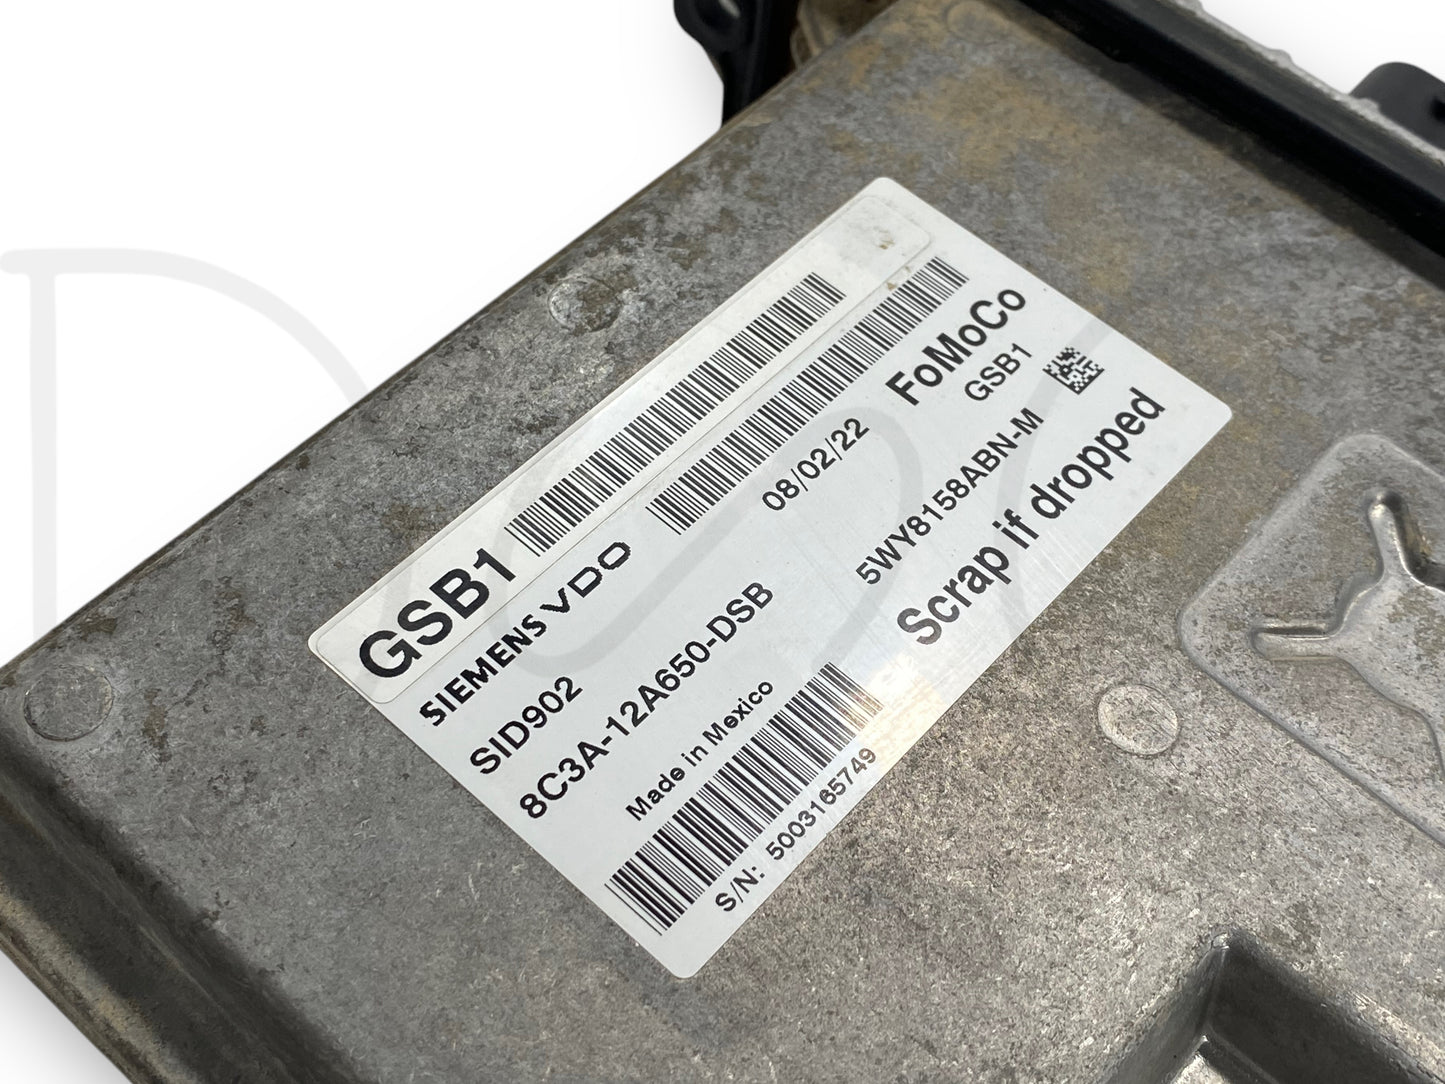 GSB1
SIEMENS VDO
SID902
08/02/22
FoMoCo
8C3A-12A650-DSB
GSB1
Made in Mexico
5WY8158ABN-M
S/N: 5003165749
Scrap if dropped